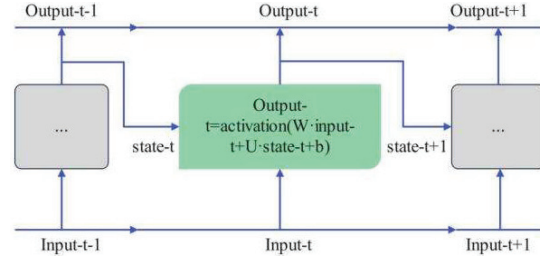 Output-t-1
Output-t
Output-t+1
...
Output-
t=activation(W·input-
t+U·state-t+b)
...
state-t
state-t+1
Input-t-1
Input-t
Input-t+1